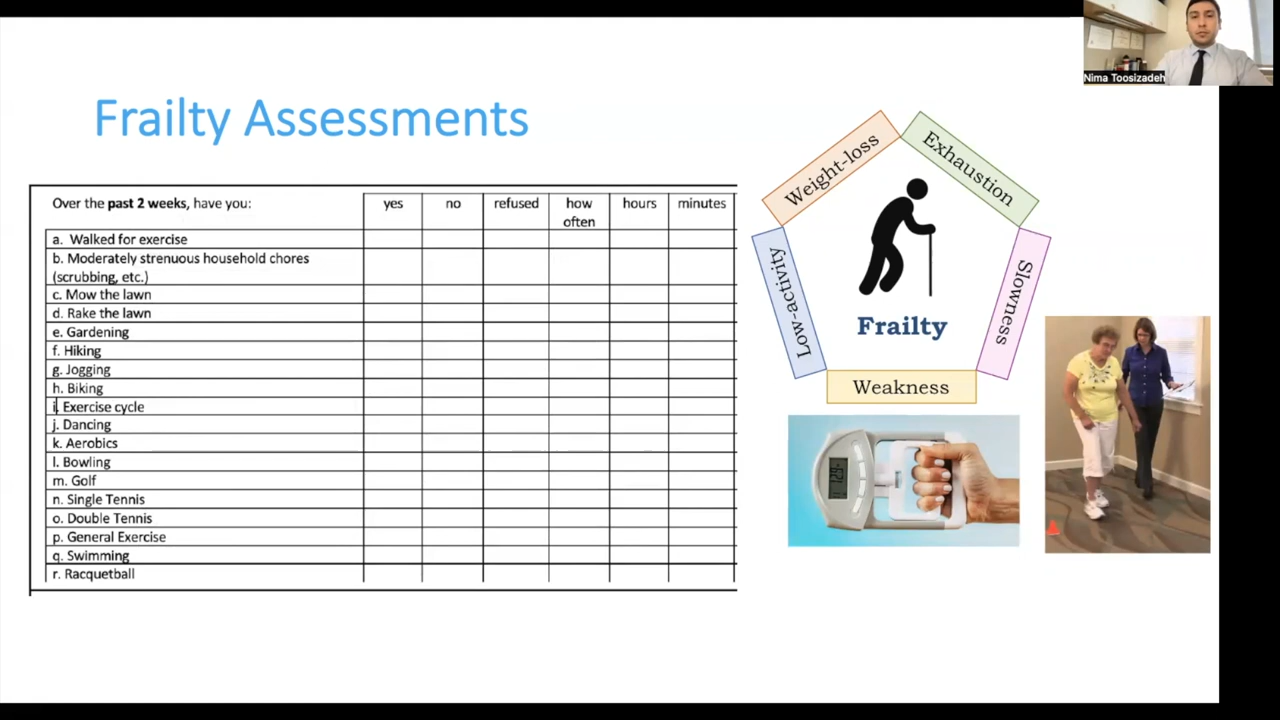 Nima Toosizadeh
Frailty Assessments
Over the past 2 weeks, have you:
yes
no
refused
how
often
hours
minutes
a. Walked for exercise
b. Moderately strenuous household chores
(scrubbing, etc.)
c. Mow the lawn
d. Rake the lawn
e. Gardening
f. Hiking
g. Jogging
h. Biking
i. Exercise cycle
j. Dancing
k. Aerobics
l. Bowling
m. Golf
n. Single Tennis
o. Double Tennis
p. General Exercise
q. Swimming
r. Racquetball
Weight-loss
Exhaustion
Low-activity
Slowness
Frailty
Weakness